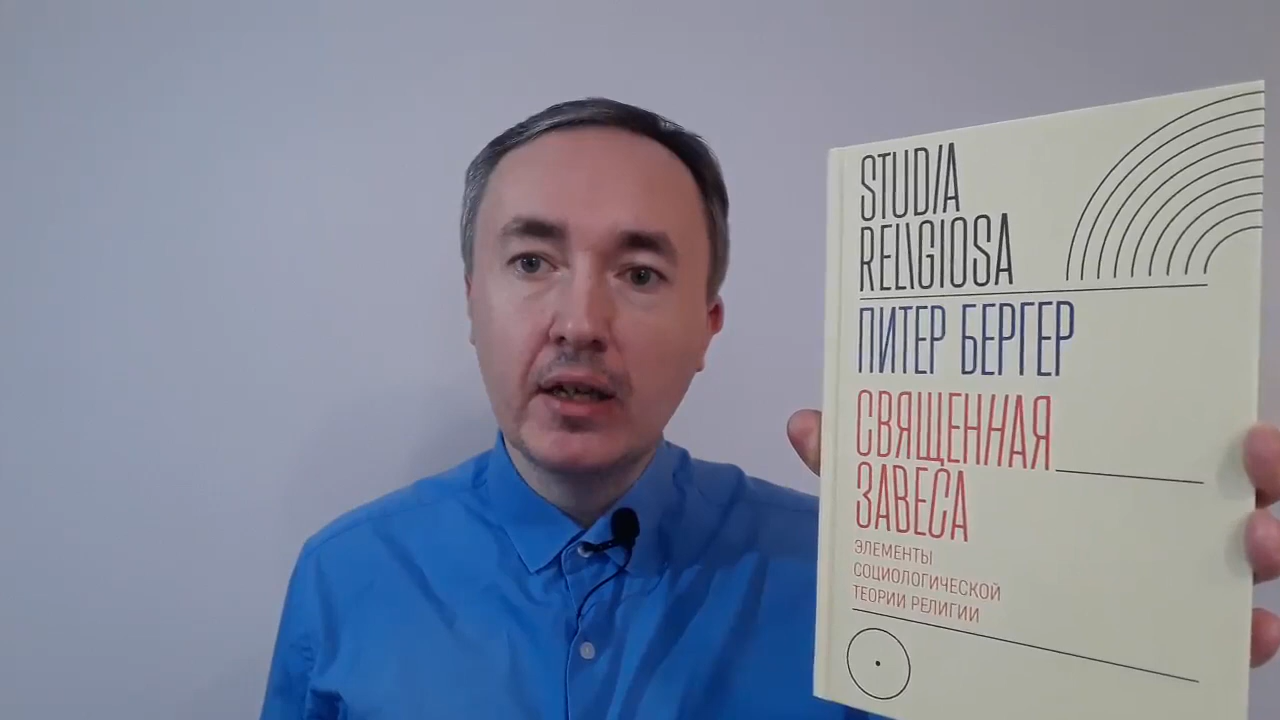 STUDIA
RELIGIOSA
ПИТЕР БЕРГЕР
СВЯЩЕННАЯ
ЗАВЕСА
ЭЛЕМЕНТЫ
СОЦИОЛОГИЧЕСКОЙ
ТЕОРИИ РЕЛИГИИ